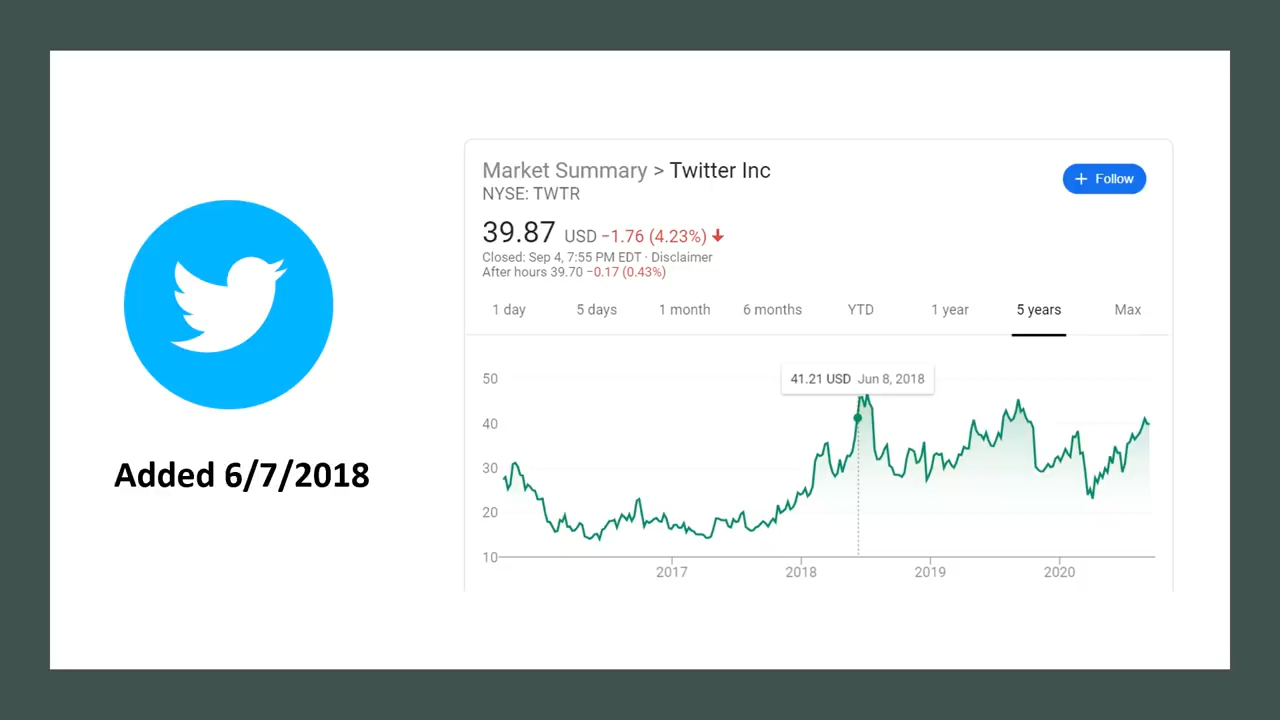 Added 6/7/2018
Market Summary > Twitter Inc
NYSE: TWTR
+ Follow
39.87 USD −1.76 (4.23%)
Closed: Sep 4, 7:55 PM EDT · Disclaimer
After hours 39.70 −0.17 (0.43%)
1 day 5 days 1 month 6 months YTD 1 year 5 years Max
41.21 USD Jun 8, 2018
50
40
30
20
10
2017 2018 2019 2020